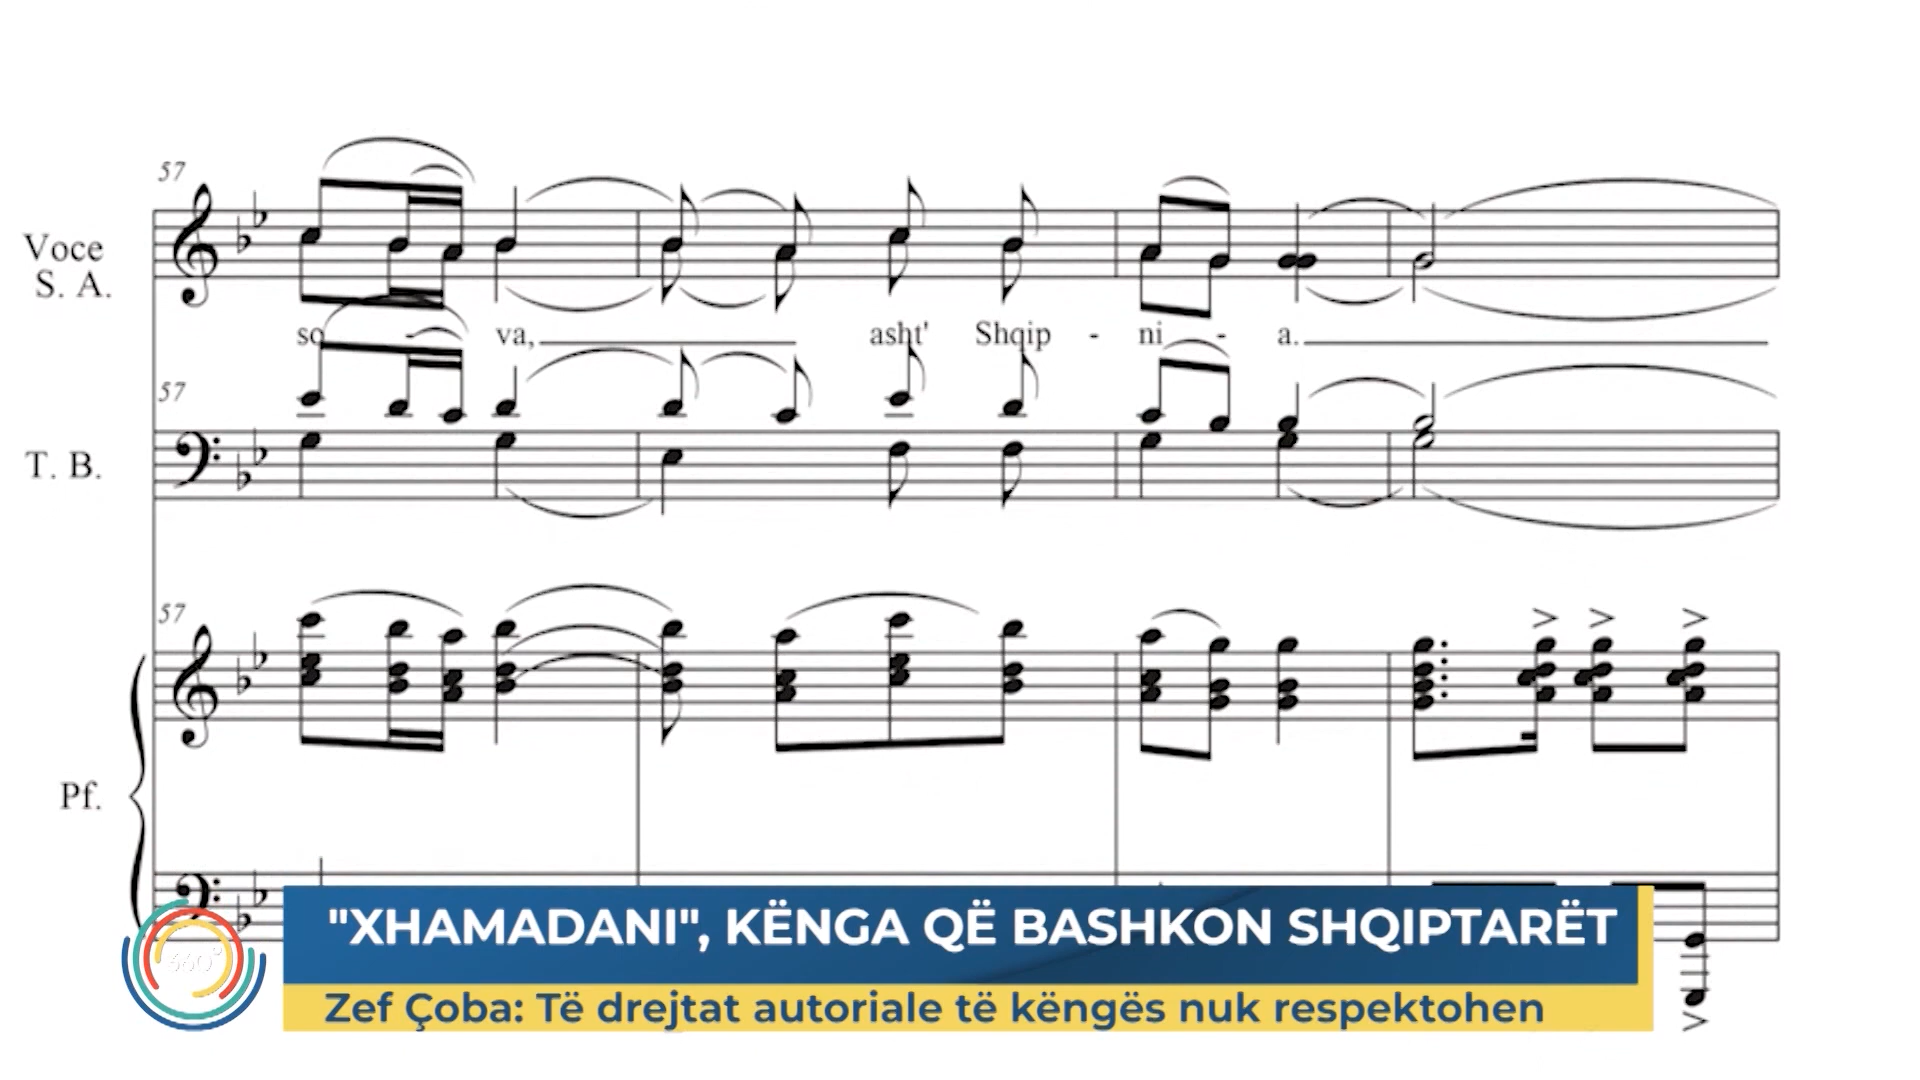 57
Voce
S. A.
so - va, asht' Shqip - ni - a.
57
T. B.
57
Pf.
"XHAMADANI", KËNGA QË BASHKON SHQIPTARËT
360°
Zef Çoba: Të drejtat autoriale të këngës nuk respektohen